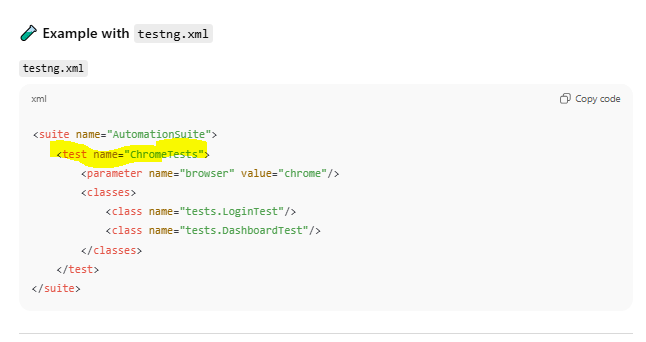 Example with testng.xml
testng.xml
xml
Copy code
<suite name="AutomationSuite">
<test name="ChromeTests">
<parameter name="browser" value="chrome"/>
<classes>
<class name="tests.LoginTest"/>
<class name="tests.DashboardTest"/>
</classes>
</test>
</suite>